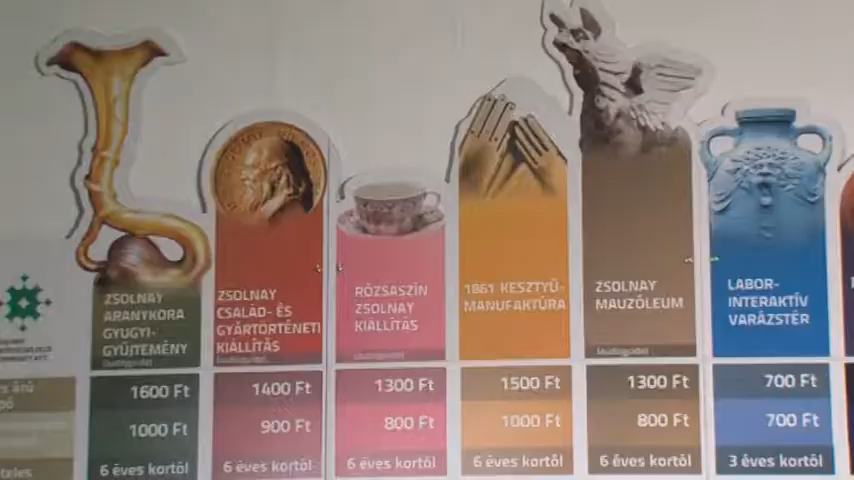 ZSOLNAY
ARANYKORA
GYUGYI-
GYŰJTEMÉNY
1600 Ft
1000 Ft
6 éves kortól
ZSOLNAY
CSALÁD- ÉS
GYÁRTÖRTÉNETI
KIÁLLÍTÁS
1400 Ft
900 Ft
6 éves kortól
RÓZSASZÍN
ZSOLNAY
KIÁLLÍTÁS
1300 Ft
800 Ft
6 éves kortól
1861 KESZTYŰ-
MANUFAKTÚRA
1500 Ft
1000 Ft
6 éves kortól
ZSOLNAY
MAUZÓLEUM
1300 Ft
800 Ft
6 éves kortól
LABOR-
INTERAKTÍV
VARÁZSTÉR
700 Ft
700 Ft
3 éves kortól